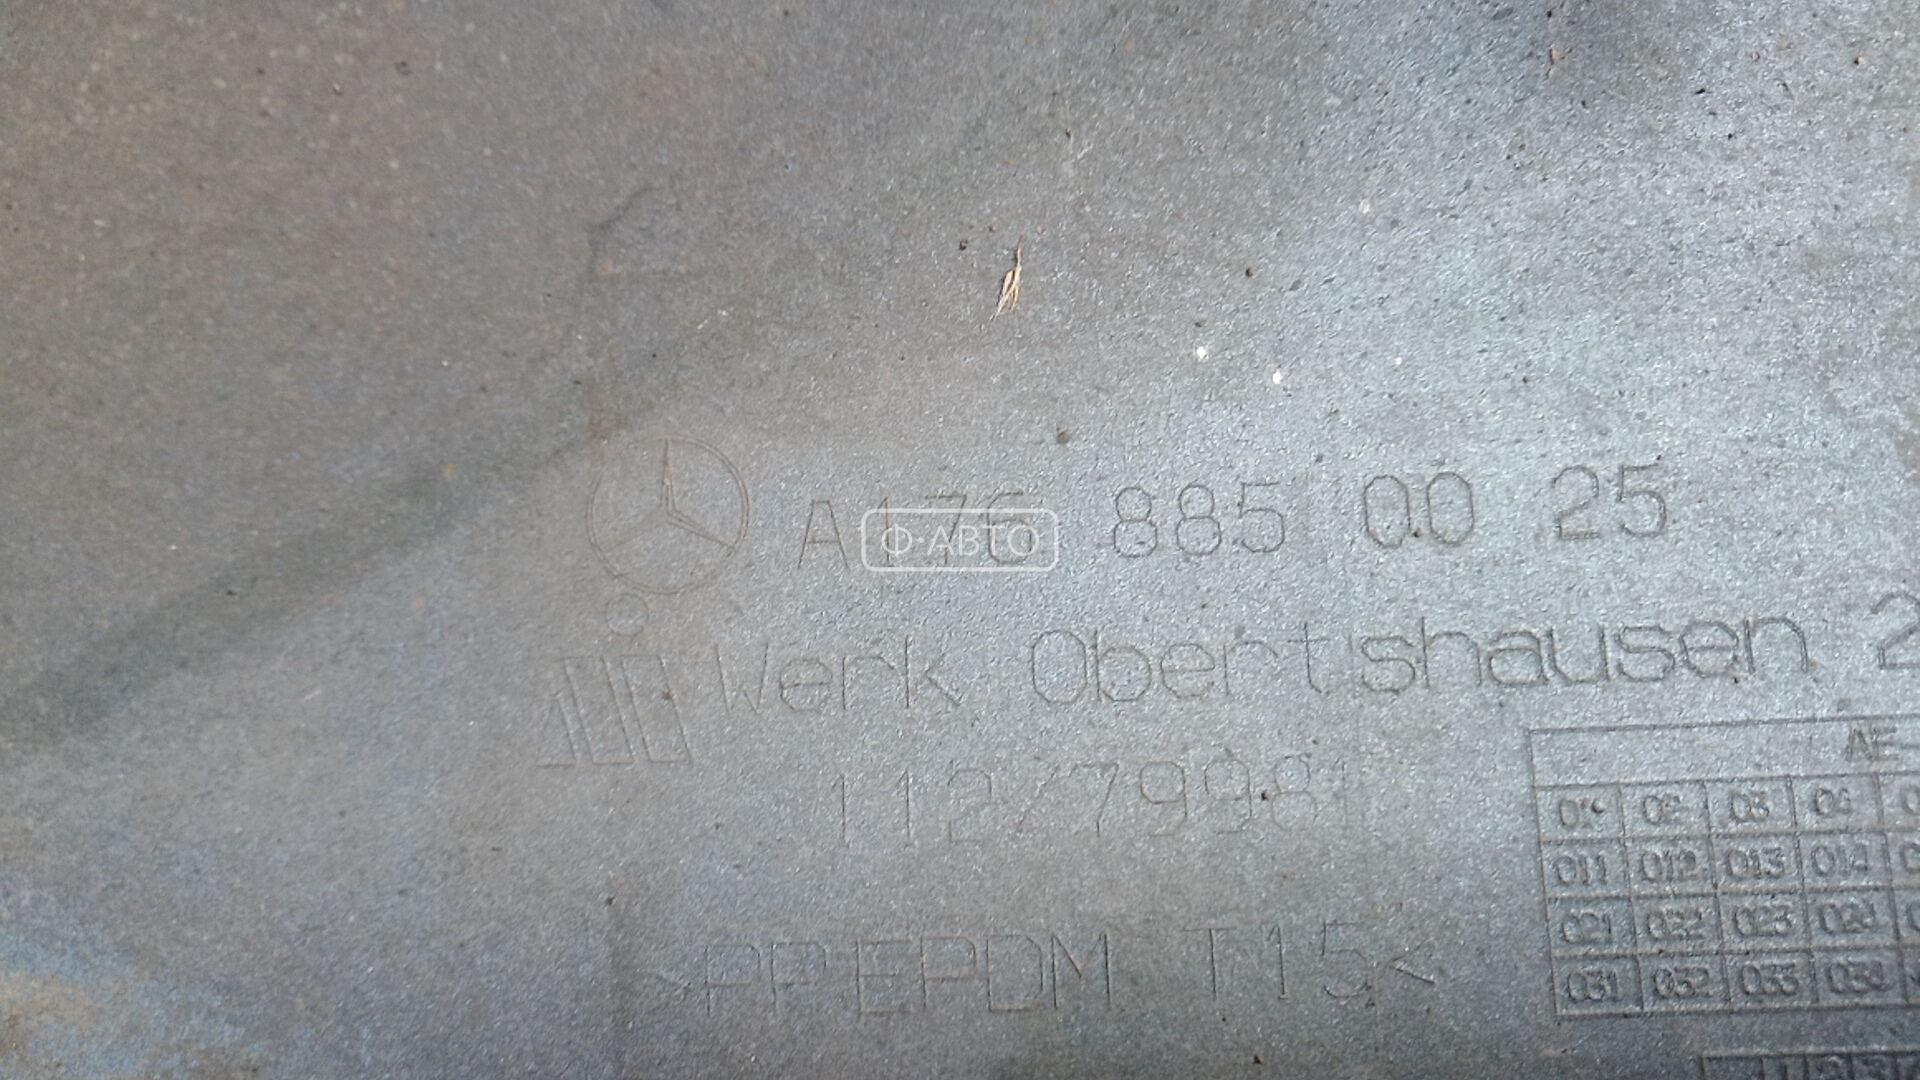 A176 885 00 25
Ф-АВТО
Werk Obertshausen 2
112/79981
>PP/EPDM T15<
AE
01 02 03 04
011 012 013 014
021 022 023 024
031 032 033 034